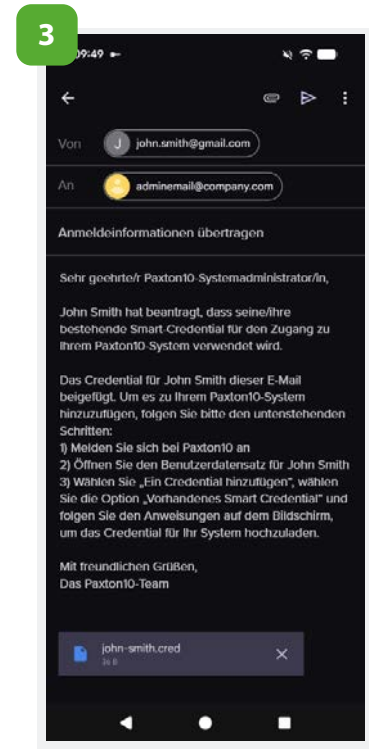 3
09:49
Von J john.smith@gmail.com
An adminemail@company.com
Anmeldeinformationen übertragen
Sehr geehrte/r Paxton10-Systemadministrator/in,
John Smith hat beantragt, dass seine/ihre
bestehende Smart-Credential für den Zugang zu
Ihrem Paxton10-System verwendet wird.
Das Credential für John Smith dieser E-Mail
beigefügt. Um es zu Ihrem Paxton10-System
hinzuzufügen, folgen Sie bitte den untenstehenden
Schritten:
1) Melden Sie sich bei Paxton10 an
2) Öffnen Sie den Benutzerdatensatz für John Smith
3) Wählen Sie „Ein Credential hinzufügen", wählen
Sie die Option „Vorhandenes Smart Credential" und
folgen Sie den Anweisungen auf dem Bildschirm,
um das Credential für Ihr System hochzuladen.
Mit freundlichen Grüßen,
Das Paxton10-Team
john-smith.cred